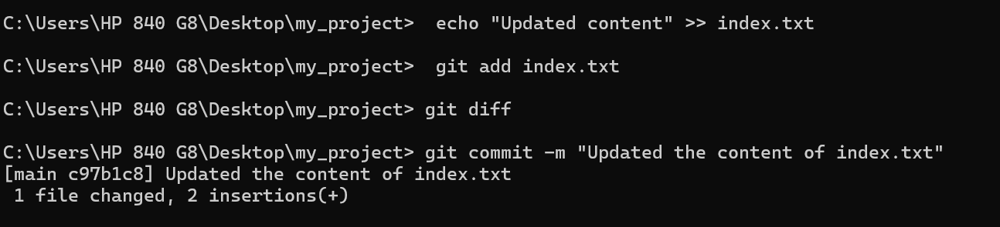 C:\Users\HP 840 G8\Desktop\my_project>  echo "Updated content" >> index.txt
C:\Users\HP 840 G8\Desktop\my_project>  git add index.txt
C:\Users\HP 840 G8\Desktop\my_project> git diff
C:\Users\HP 840 G8\Desktop\my_project> git commit -m "Updated the content of index.txt"
[main c97b1c8] Updated the content of index.txt
 1 file changed, 2 insertions(+)